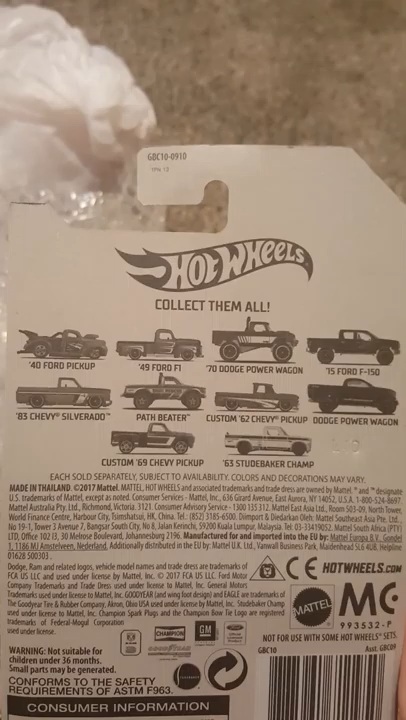 GDC10-0910
HOT WHEELS
COLLECT THEM ALL!
'40 FORD PICKUP '49 FORD F1 '70 DODGE POWER WAGON '15 FORD F-150
'83 CHEVY® SILVERADO™ PATH BEATER™ CUSTOM '62 CHEVY® PICKUP DODGE POWER WAGON
CUSTOM '69 CHEVY PICKUP '63 STUDEBAKER CHAMP
EACH SOLD SEPARATELY, SUBJECT TO AVAILABILITY. COLORS AND DECORATIONS MAY VARY.
MADE IN THAILAND. ©2017 Mattel. MATTEL, HOT WHEELS and associated trademarks and trade dress are owned by Mattel. ™ and ™ designate
U.S. trademarks of Mattel, except as noted. Consumer Services - Mattel, Inc., 636 Girard Avenue, East Aurora, NY 14052, U.S.A. 1-800-524-8697.
Mattel Australia Pty. Ltd., Richmond, Victoria. 3121. Consumer Advisory Service - 1300 135 312. Mattel East Asia Ltd., Room 503-09, North Tower,
World Finance Centre, Harbour City, Tsimshatsui, HK, China. Tel.: (852) 3185-6500. Diimport & Diedarkan Oleh: Mattel Southeast Asia Pte. Ltd.,
No 19-1, Tower 3 Avenue 7, Bangsar South City, No 8, Jalan Kerinchi, 59200 Kuala Lumpur, Malaysia. Tel: 03-33419052. Mattel South Africa (PTY)
LTD, Office 102 I3, 30 Melrose Boulevard, Johannesburg 2196. Manufactured for and imported into the EU by: Mattel Europa B.V., Gondel
1, 1186 MJ Amstelveen, Nederland. Additionally distributed in the EU by: Mattel U.K. Ltd., Vanwall Business Park, Maidenhead SL6 4UB. Helpline
01628 500303.
Dodge, Ram and related logos, vehicle model names and trade dress are trademarks of
FCA US LLC and used under license by Mattel, Inc. © 2017 FCA US LLC. Ford Motor
Company Trademarks and Trade Dress used under license to Mattel, Inc. General Motors
Trademarks used under license to Mattel, Inc. GOODYEAR (and wing foot design) and EAGLE are trademarks of
The Goodyear Tire & Rubber Company, Akron, Ohio USA used under license by Mattel, Inc. Studebaker Champ
used under license to Mattel, Inc. Champion Spark Plugs and the Champion Bow Tie Logo are registered
trademarks of Federal-Mogul Corporation
used under license.
CE HOTWHEELS.COM
MATTEL
MC
993532-P
CHAMPION GM
GOODYEAR
NOT FOR USE WITH SOME HOT WHEELS® SETS.
GBC10 Asst. GBC09
WARNING: Not suitable for
children under 36 months.
Small parts may be generated.
CONFORMS TO THE SAFETY
REQUIREMENTS OF ASTM F963.
CONSUMER INFORMATION